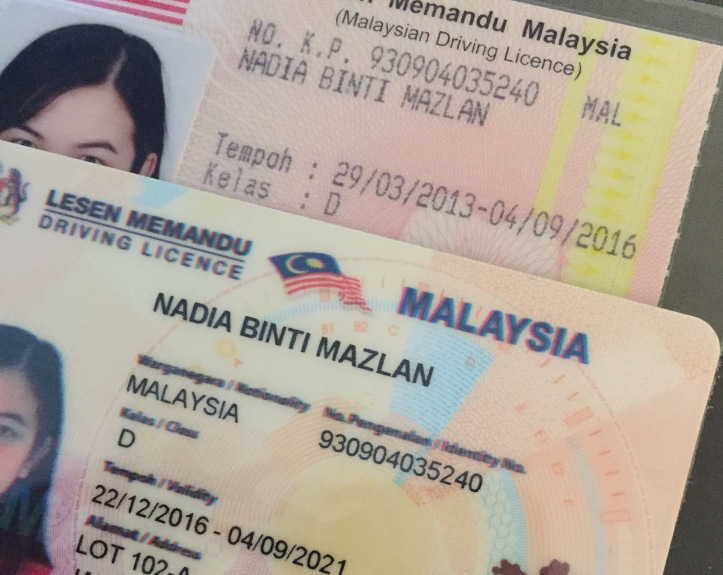 Memandu Malaysia
(Malaysian Driving Licence)
NO. K.P. 930904035240 MAL
NADIA BINTI MAZLAN
Tempoh : 29/03/2013-04/09/2016
Kelas : D
LESEN MEMANDU
DRIVING LICENCE
MALAYSIA
B1 B2 C D
NADIA BINTI MAZLAN
Warganegara / Nationality
MALAYSIA
No. Pengenalan / Identity No.
930904035240
Kelas / Class
D
Tempoh / Validity
22/12/2016 - 04/09/2021
Alamat / Address
LOT 102-A